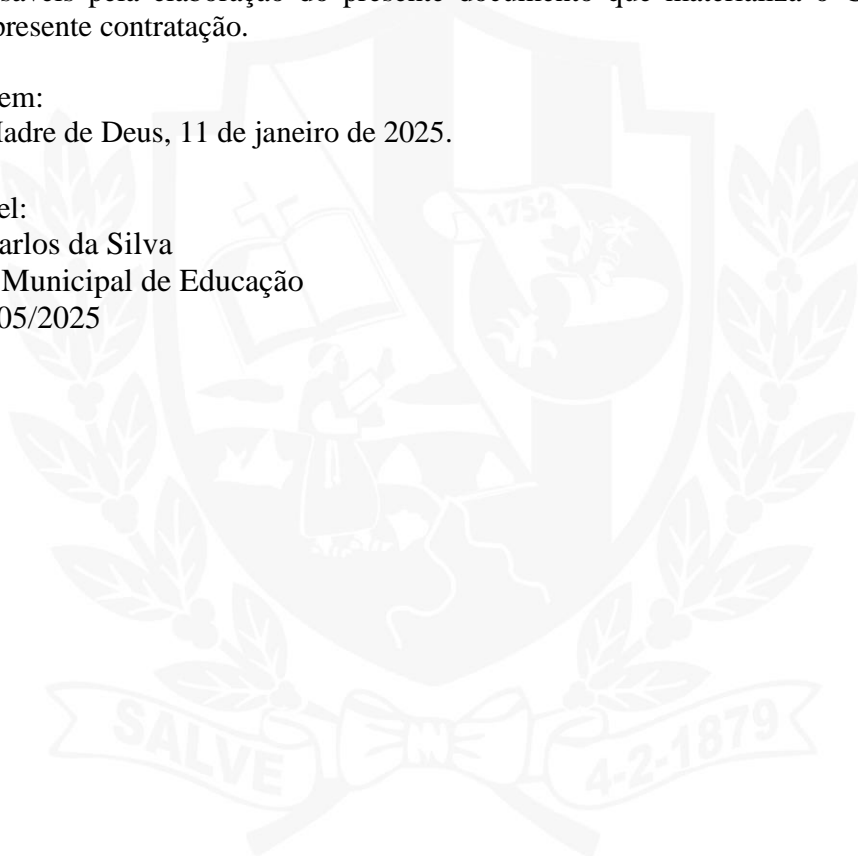 pela elaboração do presente documento que materializa o
presente contratação.
em:
Madre de Deus, 11 de janeiro de 2025.
el:
arlos da Silva
Municipal de Educação
05/2025
1752
SALVE E 4-2-1879